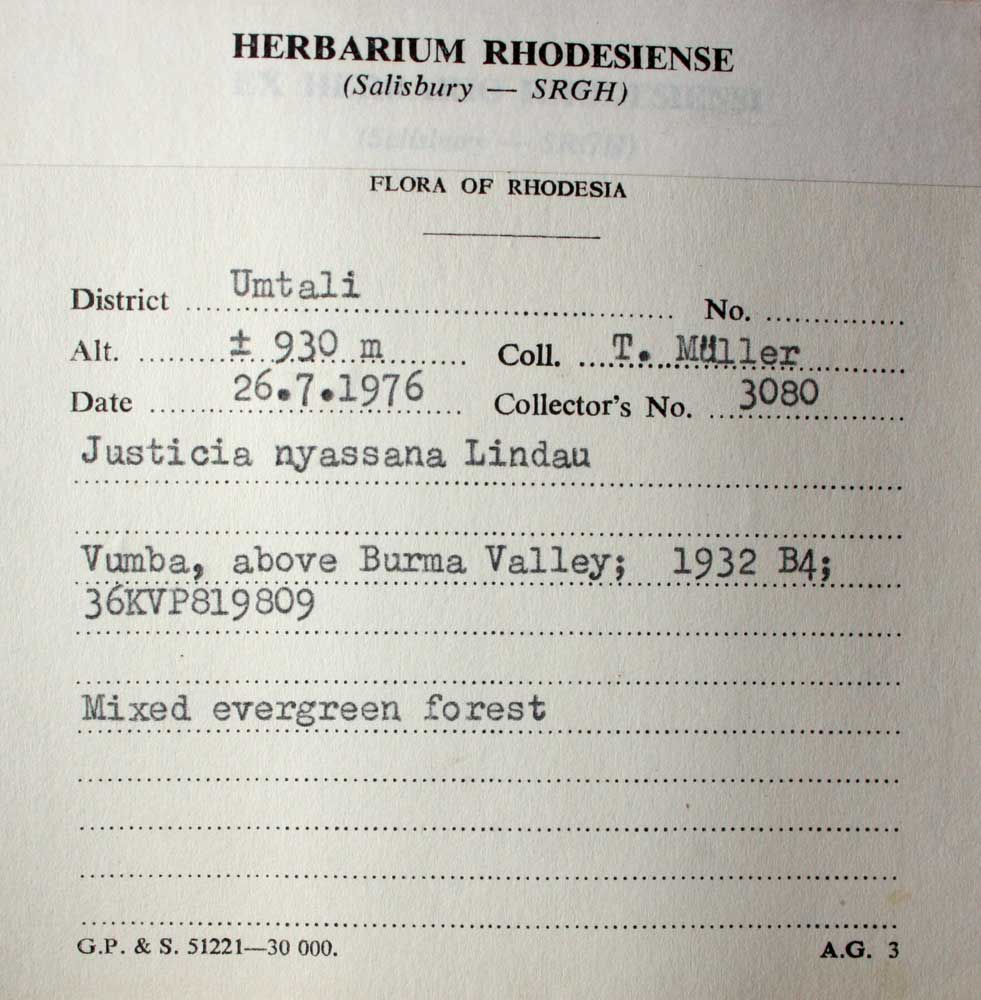 HERBARIUM RHODESIENSE
(Salisbury — SRGH)
FLORA OF RHODESIA
District Umtali No.
Alt. ± 930 m Coll. T. Müller
Date 26.7.1976 Collector's No. 3080
Justicia nyassana Lindau
Vumba, above Burma Valley; 1932 B4;
36KVP819809
Mixed evergreen forest
G.P. & S. 51221—30 000. A.G. 3